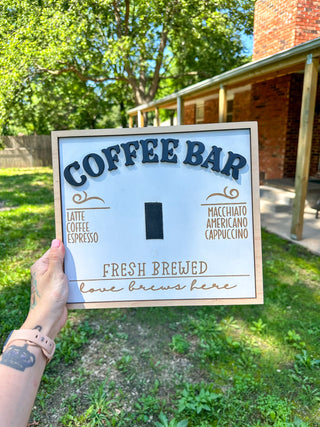 COFFEE BAR
LATTE
COFFEE
ESPRESSO
MACCHIATO
AMERICANO
CAPPUCCINO
FRESH BREWED
love brews here